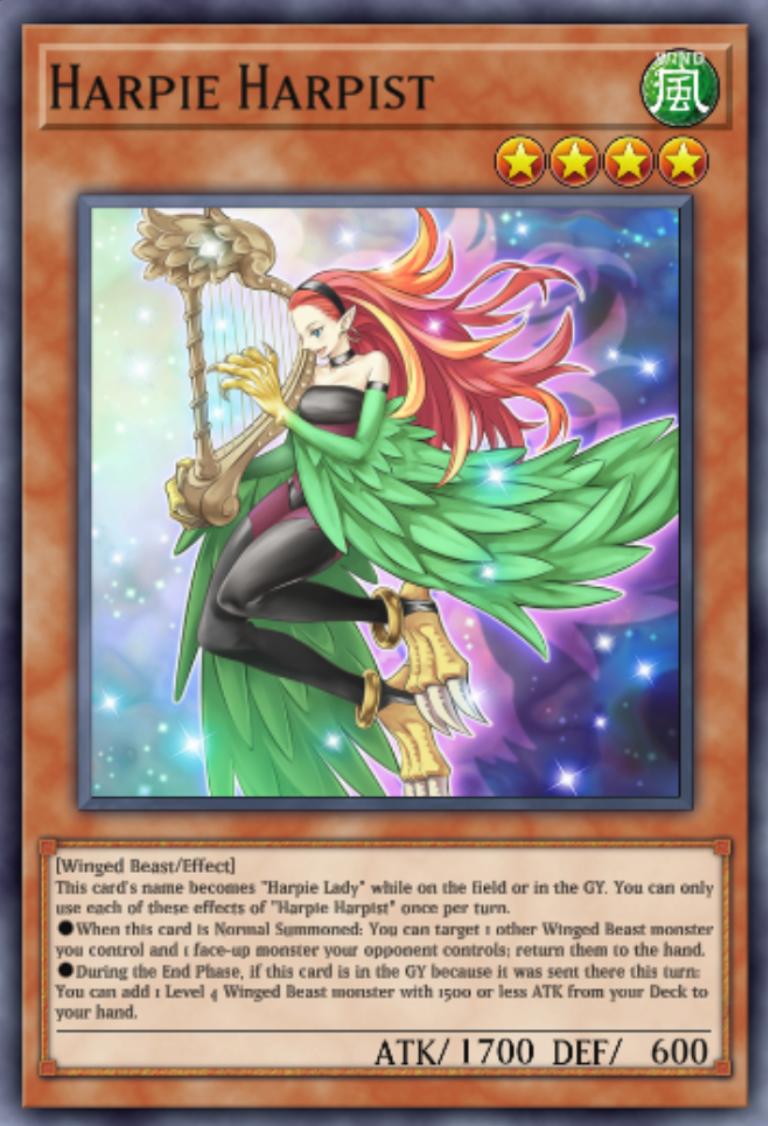 HARPIE HARPIST
WIND
風
[Winged Beast/Effect]
This card's name becomes "Harpie Lady" while on the field or in the GY. You can only
use each of these effects of "Harpie Harpist" once per turn.
●When this card is Normal Summoned: You can target 1 other Winged Beast monster
you control and 1 face-up monster your opponent controls; return them to the hand.
●During the End Phase, if this card is in the GY because it was sent there this turn:
You can add 1 Level 4 Winged Beast monster with 1500 or less ATK from your Deck to
your hand.
ATK/ 1700 DEF/ 600